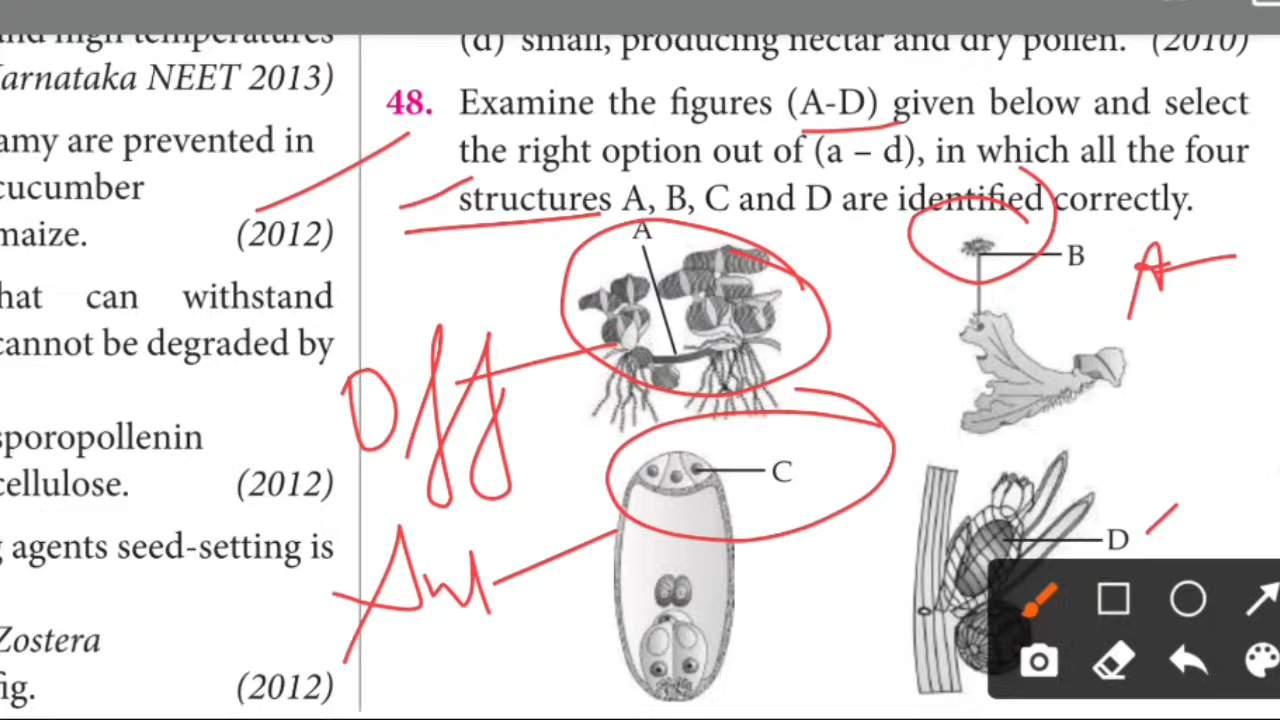 and high temperatures
Karnataka NEET 2013)
amy are prevented in
cucumber
maize. (2012)
hat can withstand
cannot be degraded by
sporopollenin
cellulose. (2012)
agents seed-setting is
Zostera
fig. (2012)
(d) small, producing nectar and dry pollen. (2010)
48. Examine the figures (A-D) given below and select
the right option out of (a – d), in which all the four
structures A, B, C and D are identified correctly.
A
B
A
Off
C
Ant
D